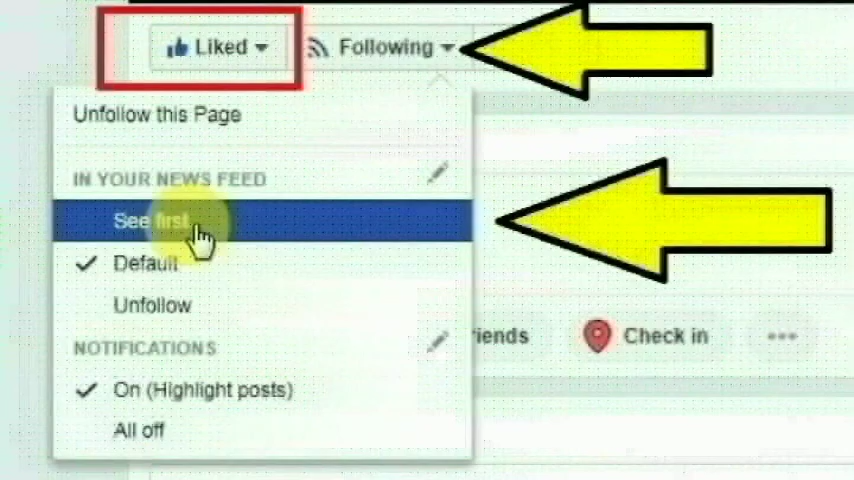 Liked Following
Unfollow this Page
IN YOUR NEWS FEED
See first
Default
Unfollow
riends Check in
NOTIFICATIONS
On (Highlight posts)
All off